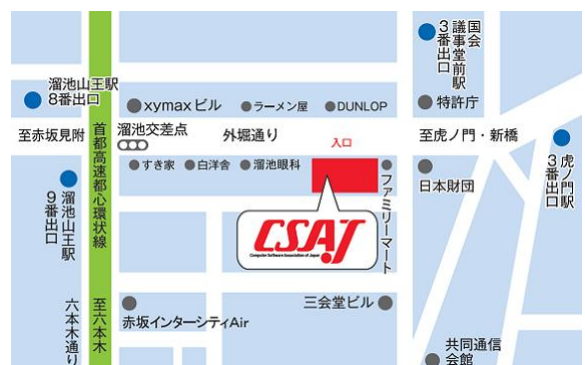 国会
議事堂前駅
3番出口
溜池山王駅
8番出口
xymaxビル
ラーメン屋
DUNLOP
特許庁
至赤坂見附
首都高速都心環状線
溜池交差点
外堀通り
入口
至虎ノ門・新橋
虎ノ門駅
3番出口
すき家
白洋舎
溜池眼科
ファミリーマート
日本財団
溜池山王駅
9番出口
CSAJ
Computer Software Association of Japan
六本木通り
至六本木
赤坂インターシティAir
三会堂ビル
共同通信
会館